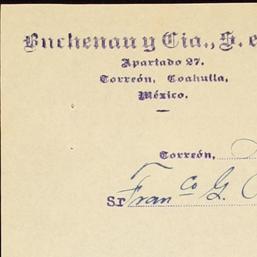 Buchenau y Cia., S. e
Apartado 27.
Torreón, Coahuila,
México.
Torreón,
Sr Fran co G.